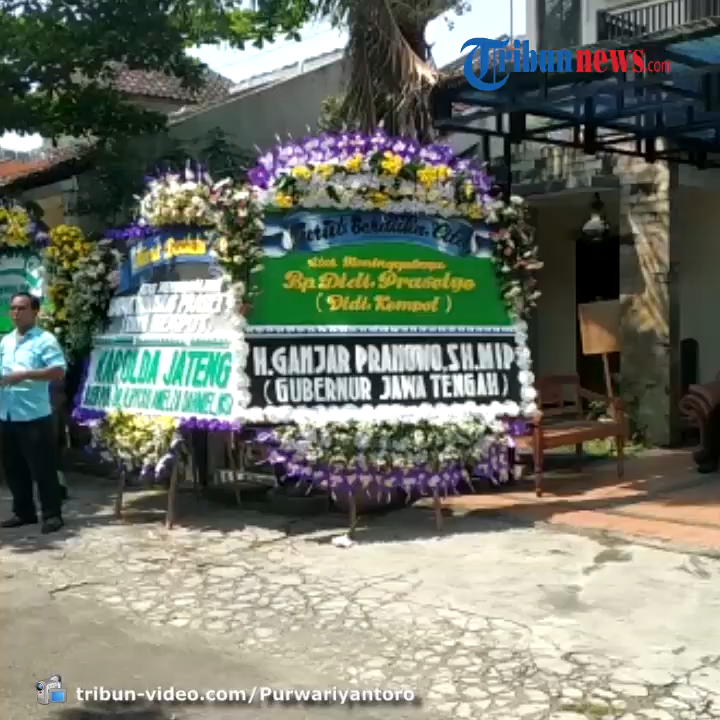 Tribunnews.com
Turut Berduka Cita
Atas Meninggalnya
Bp. Didi. Prasetyo
(Didi Kempot)
H. GANJAR PRANOWO, S.H, M.IP
(GUBERNUR JAWA TENGAH)
KAPOLDA JATENG
tribun-video.com/Purwariyantoro